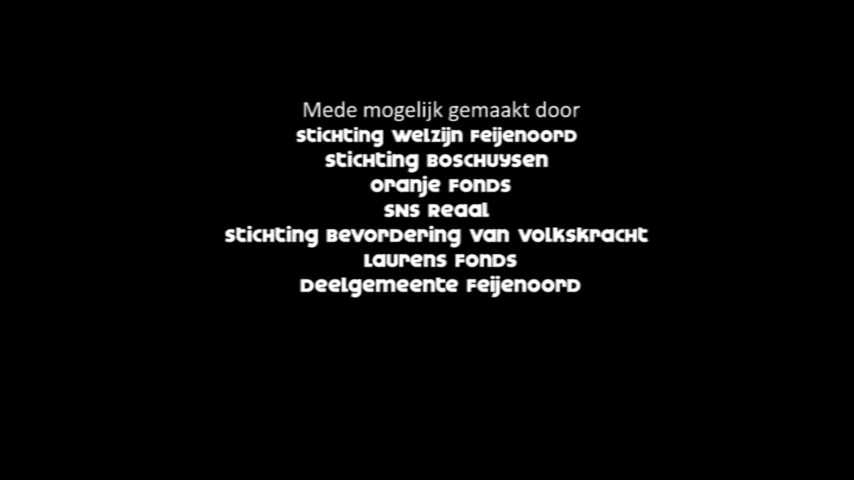 Mede mogelijk gemaakt door
Stichting Welzijn Feijenoord
Stichting Boschuysen
Oranje Fonds
SNS Reaal
Stichting Bevordering van Volkskracht
Laurens Fonds
Deelgemeente Feijenoord